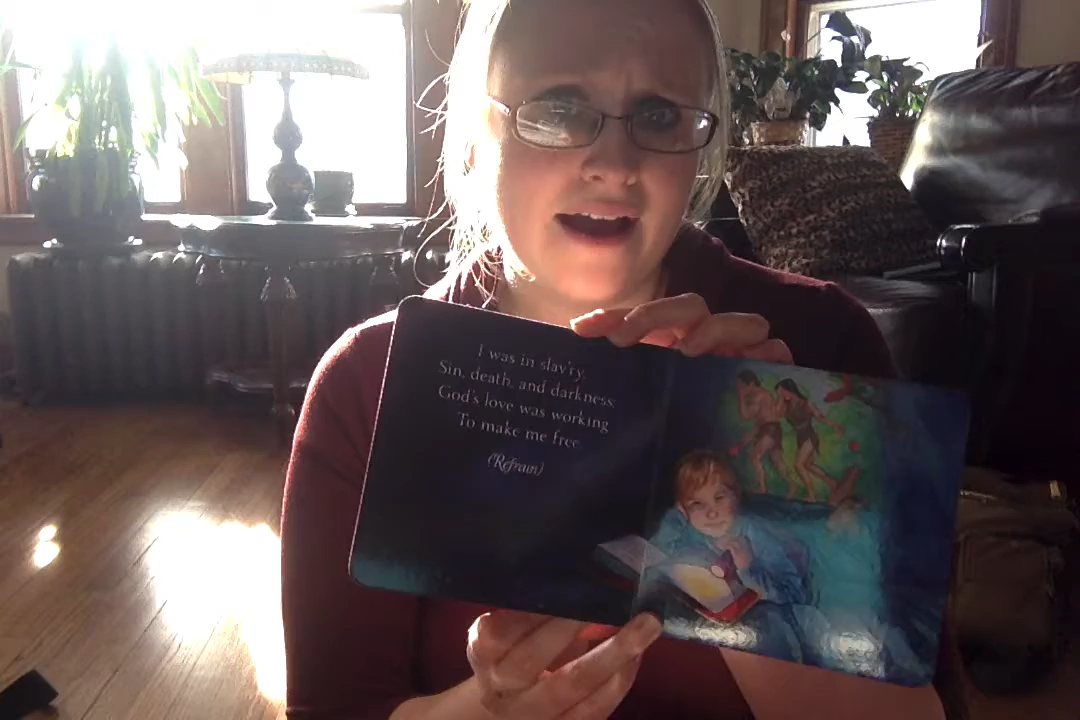 I was in slav'ry,
Sin, death, and darkness;
God's love was working
To make me free.
(Refrain)